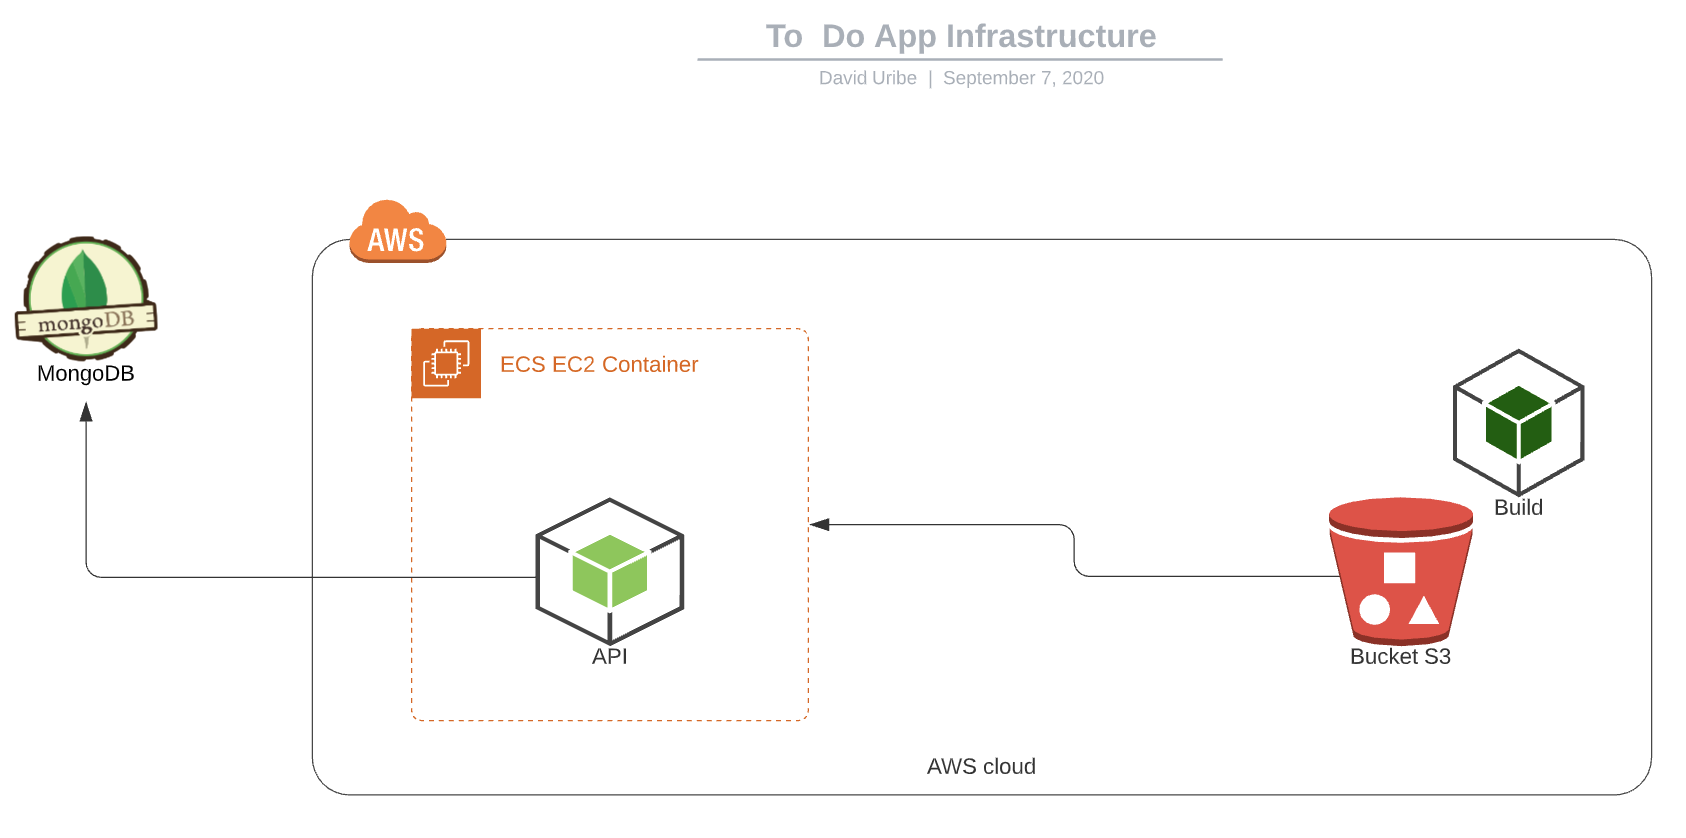 To Do App Infrastructure
David Uribe | September 7, 2020
AWS
mongoDB
MongoDB
ECS EC2 Container
Build
API
Bucket S3
AWS cloud